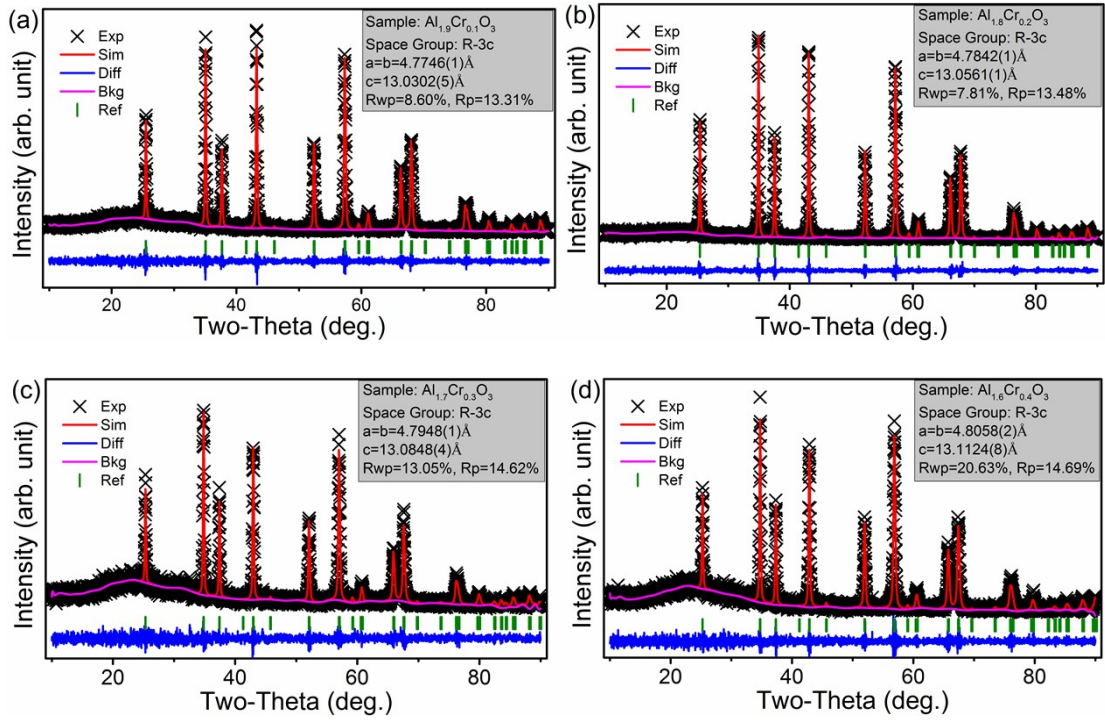 (a)
Exp
Sim
Diff
Bkg
Ref
Sample: Al1.9Cr0.1O3
Space Group: R-3c
a=b=4.7746(1)Å
c=13.0302(5)Å
Rwp=8.60%, Rp=13.31%
Intensity (arb. unit)
20 40 60 80
Two-Theta (deg.)
(b)
Exp
Sim
Diff
Bkg
Ref
Sample: Al1.8Cr0.2O3
Space Group: R-3c
a=b=4.7842(1)Å
c=13.0561(1)Å
Rwp=7.81%, Rp=13.48%
Intensity (arb. unit)
20 40 60 80
Two-Theta (deg.)
(c)
Exp
Sim
Diff
Bkg
Ref
Sample: Al1.7Cr0.3O3
Space Group: R-3c
a=b=4.7948(1)Å
c=13.0848(4)Å
Rwp=13.05%, Rp=14.62%
Intensity (arb. unit)
20 40 60 80
Two-Theta (deg.)
(d)
Exp
Sim
Diff
Bkg
Ref
Sample: Al1.6Cr0.4O3
Space Group: R-3c
a=b=4.8058(2)Å
c=13.1124(8)Å
Rwp=20.63%, Rp=14.69%
Intensity (arb. unit)
20 40 60 80
Two-Theta (deg.)